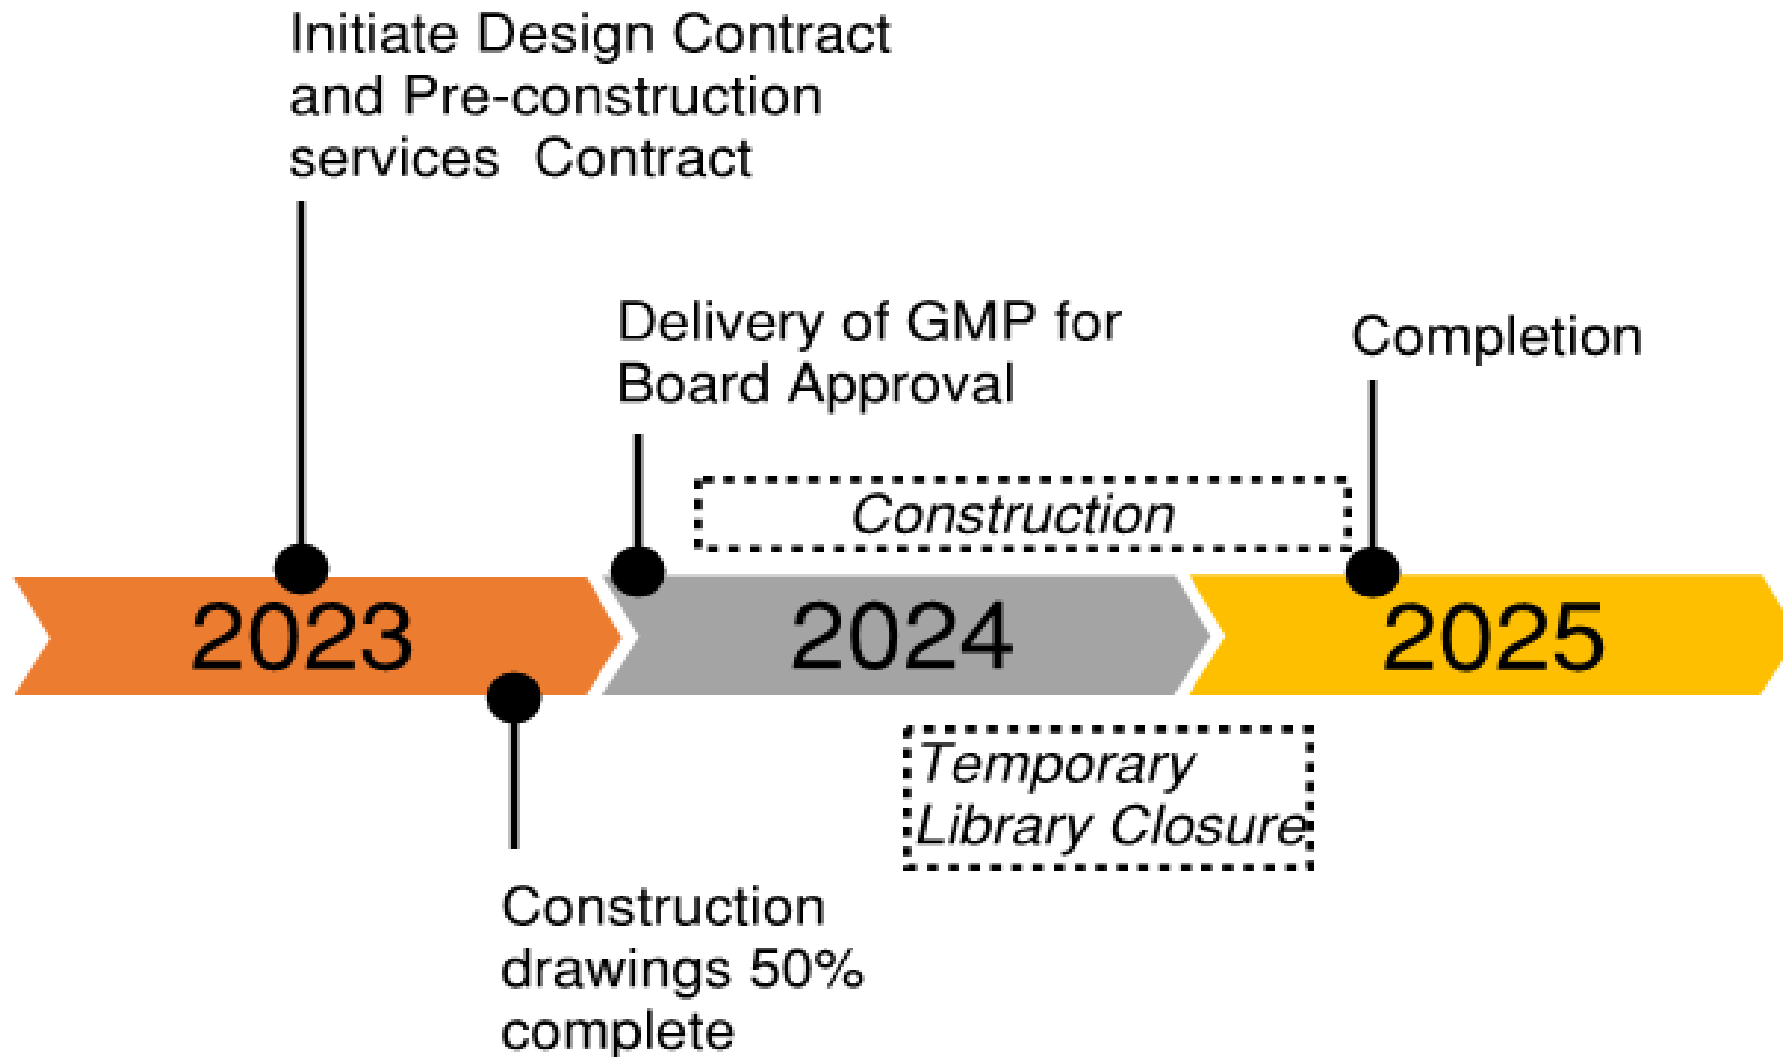 Initiate Design Contract
and Pre-construction
services  Contract
Delivery of GMP for
Board Approval
Completion
Construction
2023
2024
2025
Temporary
Library Closure
Construction
drawings 50%
complete